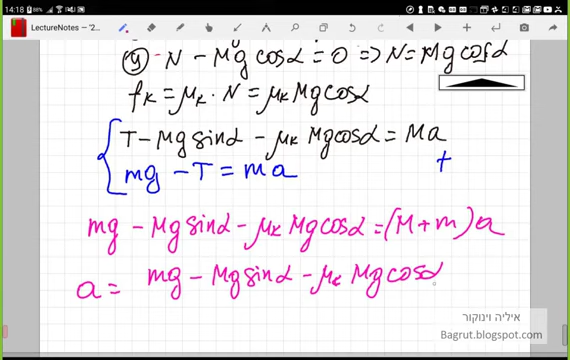 14:18 88%
LectureNotes – "2...
(y) N – Mg cosα = 0 => N = Mg cosα
fK = μK · N = μK Mg cosα
T – Mg sinα – μK Mg cosα = Ma
mg – T = ma +
mg – Mg sinα – μK Mg cosα = (M + m) a
a = mg – Mg sinα – μK Mg cosα
איליה וינוקור
Bagrut.blogspot.com